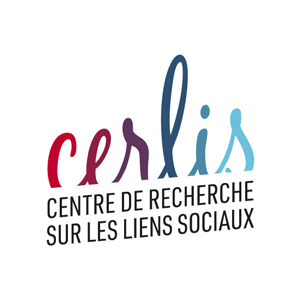 cerlis
CENTRE DE RECHERCHE
SUR LES LIENS SOCIAUX